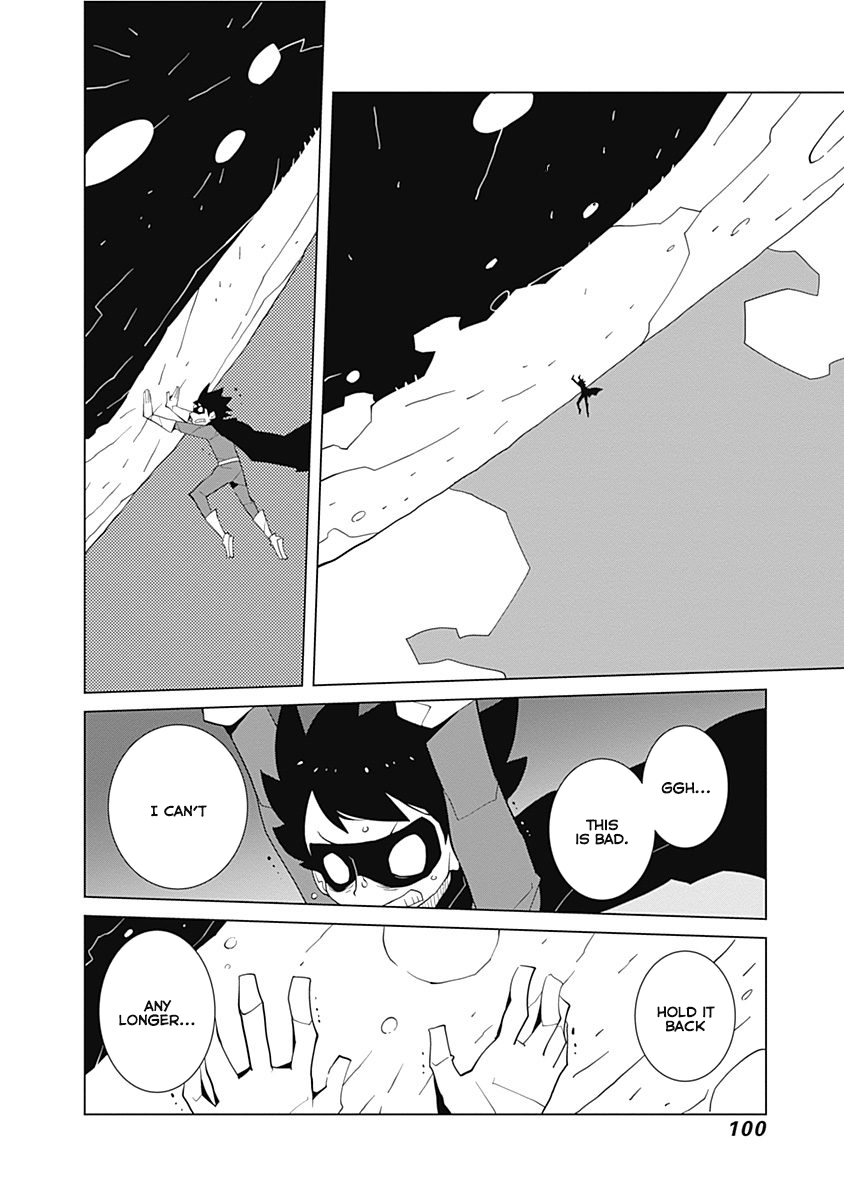 GGH...
THIS
IS BAD.
I CAN'T
HOLD IT
BACK
ANY
LONGER...
100